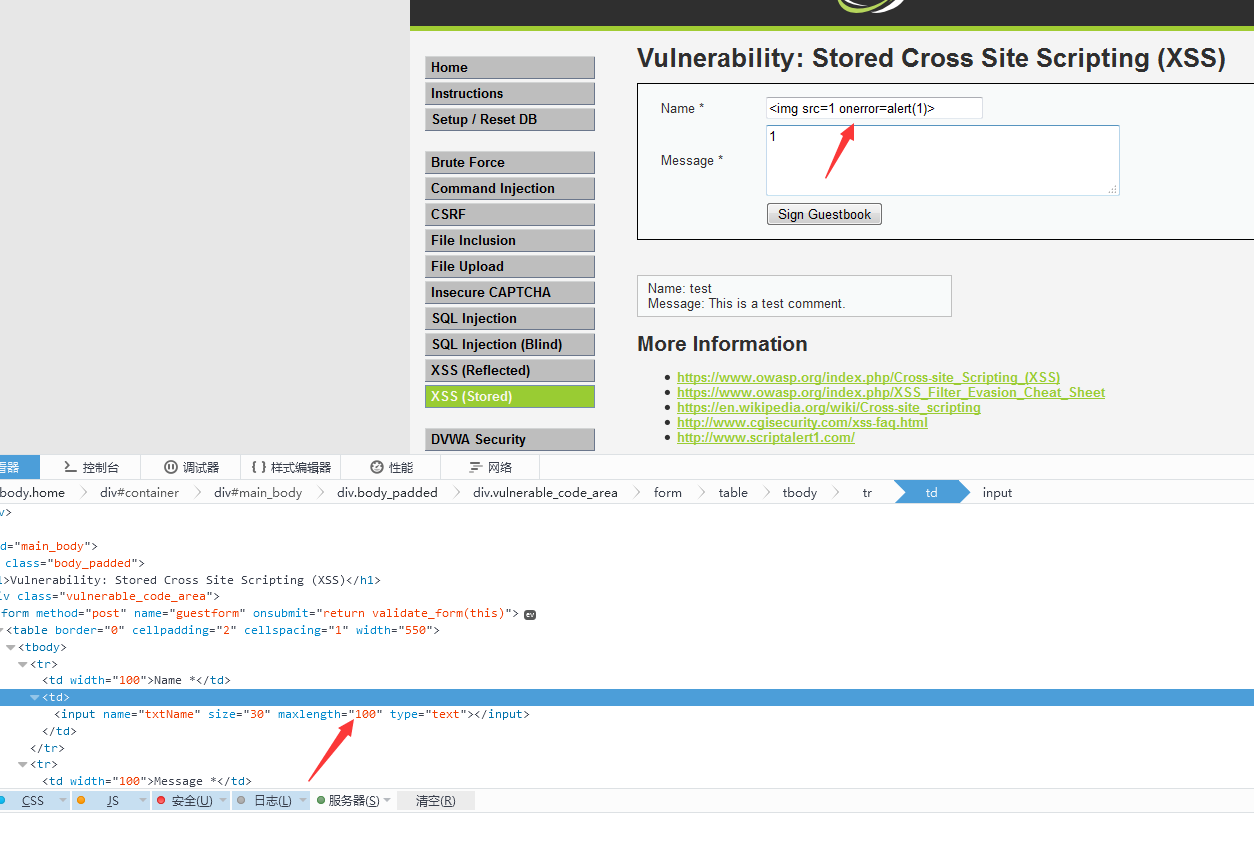 Vulnerability: Stored Cross Site Scripting (XSS)
Home
Instructions
Setup / Reset DB
Brute Force
Command Injection
CSRF
File Inclusion
File Upload
Insecure CAPTCHA
SQL Injection
SQL Injection (Blind)
XSS (Reflected)
XSS (Stored)
DVWA Security
Name * <img src=1 onerror=alert(1)>
Message * 1
Sign Guestbook
Name: test
Message: This is a test comment.
More Information
https://www.owasp.org/index.php/Cross-site_Scripting_(XSS)
https://www.owasp.org/index.php/XSS_Filter_Evasion_Cheat_Sheet
https://en.wikipedia.org/wiki/Cross-site_scripting
http://www.cgisecurity.com/xss-faq.html
http://www.scriptalert1.com/
看器 控制台 调试器 { } 样式编辑器 性能 网络
body.home div#container div#main_body div.body_padded div.vulnerable_code_area form table tbody tr td input
v>
d="main_body">
class="body_padded">
1>Vulnerability: Stored Cross Site Scripting (XSS)</h1>
iv class="vulnerable_code_area">
form method="post" name="guestform" onsubmit="return validate_form(this)"> ev
<table border="0" cellpadding="2" cellspacing="1" width="550">
<tbody>
<tr>
<td width="100">Name *</td>
<td>
<input name="txtName" size="30" maxlength="100" type="text"></input>
</td>
</tr>
<tr>
<td width="100">Message *</td>
CSS JS 安全(U) 日志(L) 服务器(S) 清空(R)